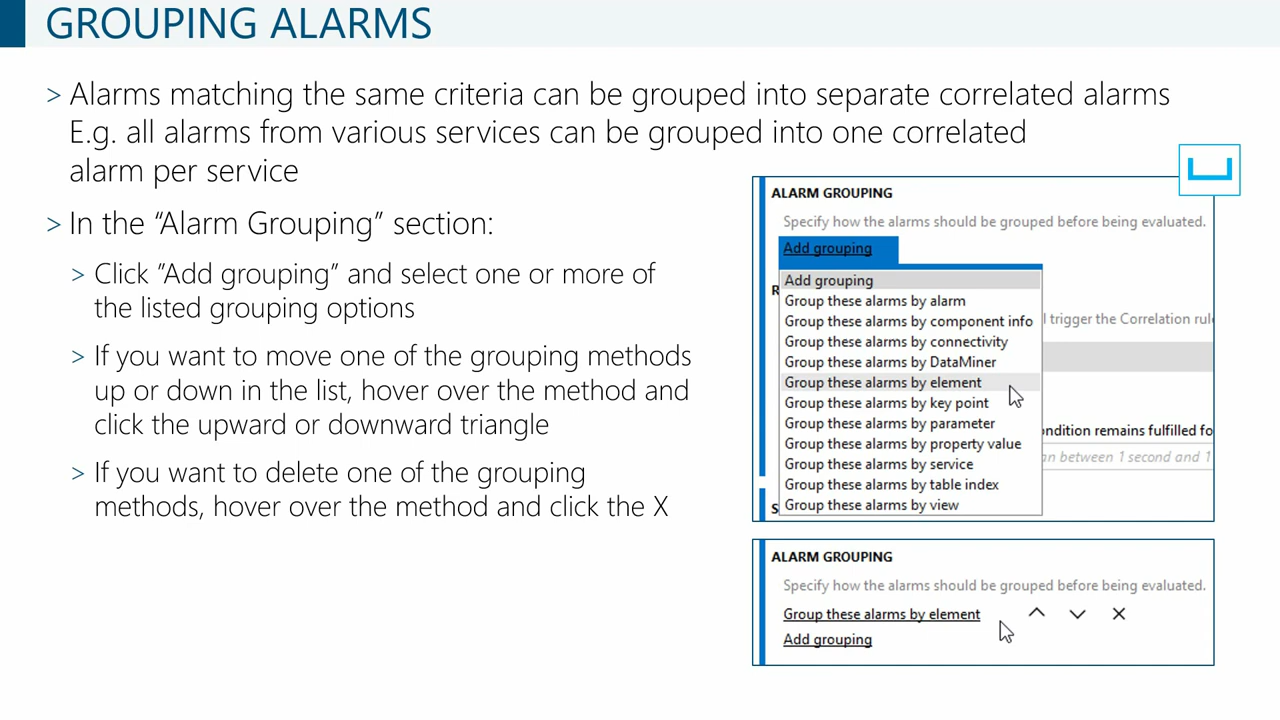 GROUPING ALARMS
> Alarms matching the same criteria can be grouped into separate correlated alarms
E.g. all alarms from various services can be grouped into one correlated
alarm per service
> In the “Alarm Grouping” section:
> Click “Add grouping” and select one or more of
the listed grouping options
> If you want to move one of the grouping methods
up or down in the list, hover over the method and
click the upward or downward triangle
> If you want to delete one of the grouping
methods, hover over the method and click the X
ALARM GROUPING
Specify how the alarms should be grouped before being evaluated.
Add grouping
Add grouping
Group these alarms by alarm
Group these alarms by component info
l trigger the Correlation rul
Group these alarms by connectivity
Group these alarms by DataMiner
Group these alarms by element
Group these alarms by key point
Group these alarms by parameter
ondition remains fulfilled fo
Group these alarms by property value
an between 1 second and 1
Group these alarms by service
Group these alarms by table index
Group these alarms by view
ALARM GROUPING
Specify how the alarms should be grouped before being evaluated.
Group these alarms by element
Add grouping